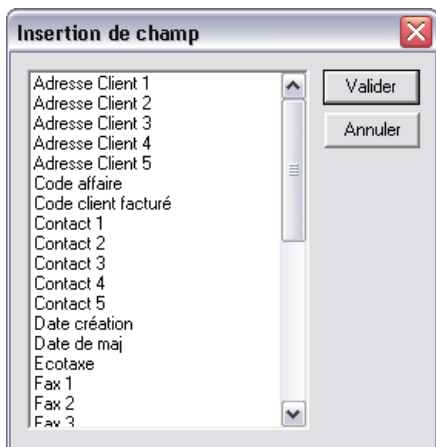 Insertion de champ
Adresse Client 1
Adresse Client 2
Adresse Client 3
Adresse Client 4
Adresse Client 5
Code affaire
Code client facturé
Contact 1
Contact 2
Contact 3
Contact 4
Contact 5
Date création
Date de maj
Ecotaxe
Fax 1
Fax 2
Fax 3
Valider
Annuler